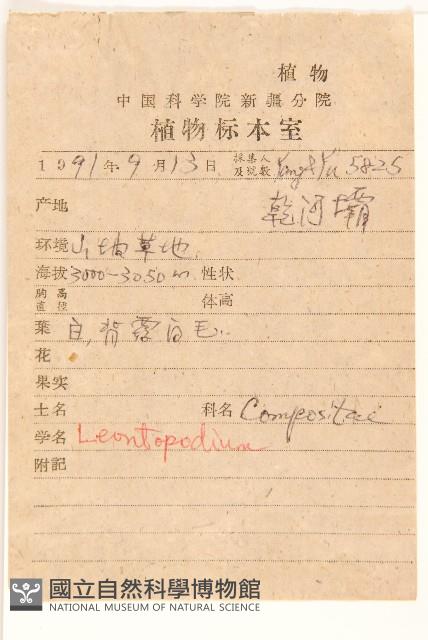 植物
中国科学院新疆分院
植物标本室
1991年9月13日 採集人及號數 Yang & Yu 5825
产地 乾河壩
环境 山坡草地
海拔 3000~3050m 性状
胸高直徑 体高
葉 白,背 白毛..
花
果实
土名 科名 Compositae
学名 Leontopodium
附記
國立自然科學博物館
NATIONAL MUSEUM OF NATURAL SCIENCE